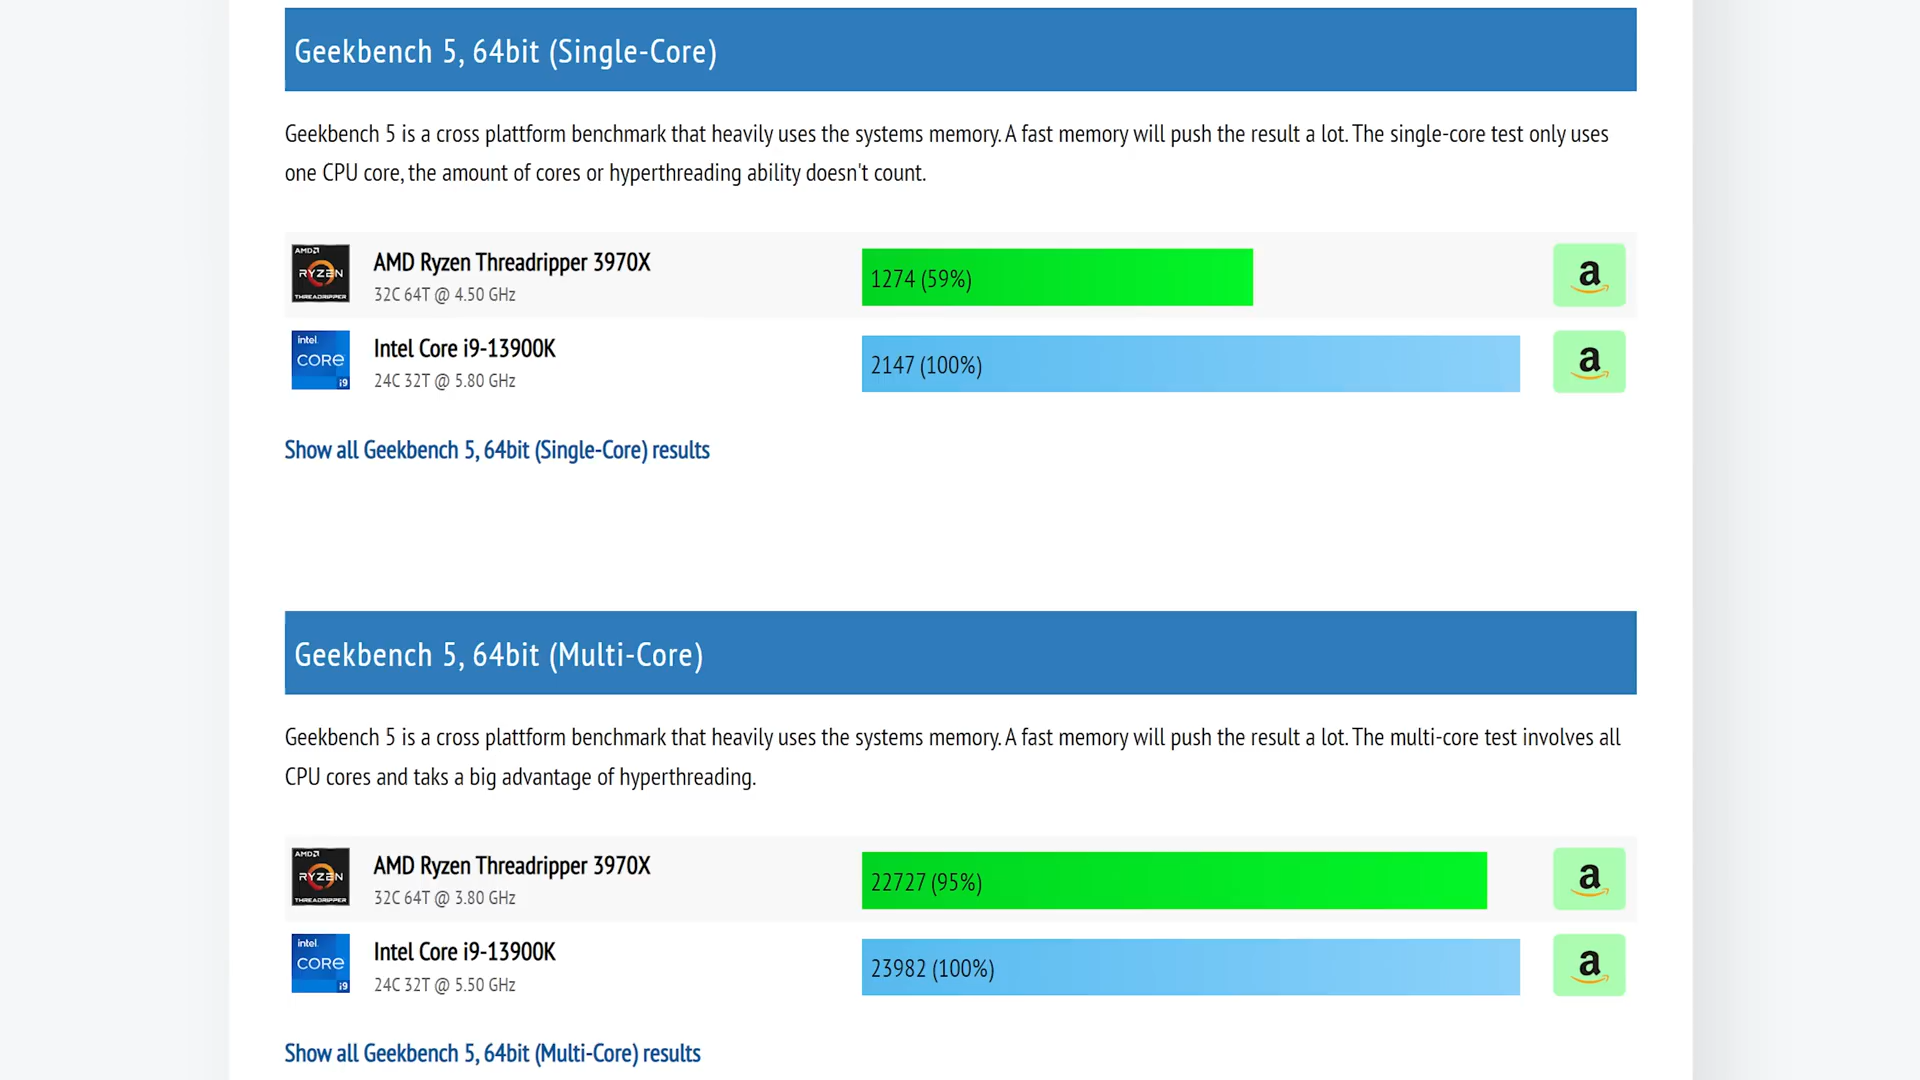 Geekbench 5, 64bit (Single-Core)
Geekbench 5 is a cross plattform benchmark that heavily uses the systems memory. A fast memory will push the result a lot. The single-core test only uses
one CPU core, the amount of cores or hyperthreading ability doesn't count.
AMD
RYZEN
THREADRIPPER
AMD Ryzen Threadripper 3970X
32C 64T @ 4.50 GHz
1274 (59%)
a
intel
CORE
i9
Intel Core i9-13900K
24C 32T @ 5.80 GHz
2147 (100%)
a
Show all Geekbench 5, 64bit (Single-Core) results
Geekbench 5, 64bit (Multi-Core)
Geekbench 5 is a cross plattform benchmark that heavily uses the systems memory. A fast memory will push the result a lot. The multi-core test involves all
CPU cores and taks a big advantage of hyperthreading.
AMD
RYZEN
THREADRIPPER
AMD Ryzen Threadripper 3970X
32C 64T @ 3.80 GHz
22727 (95%)
a
intel
CORE
i9
Intel Core i9-13900K
24C 32T @ 5.50 GHz
23982 (100%)
a
Show all Geekbench 5, 64bit (Multi-Core) results